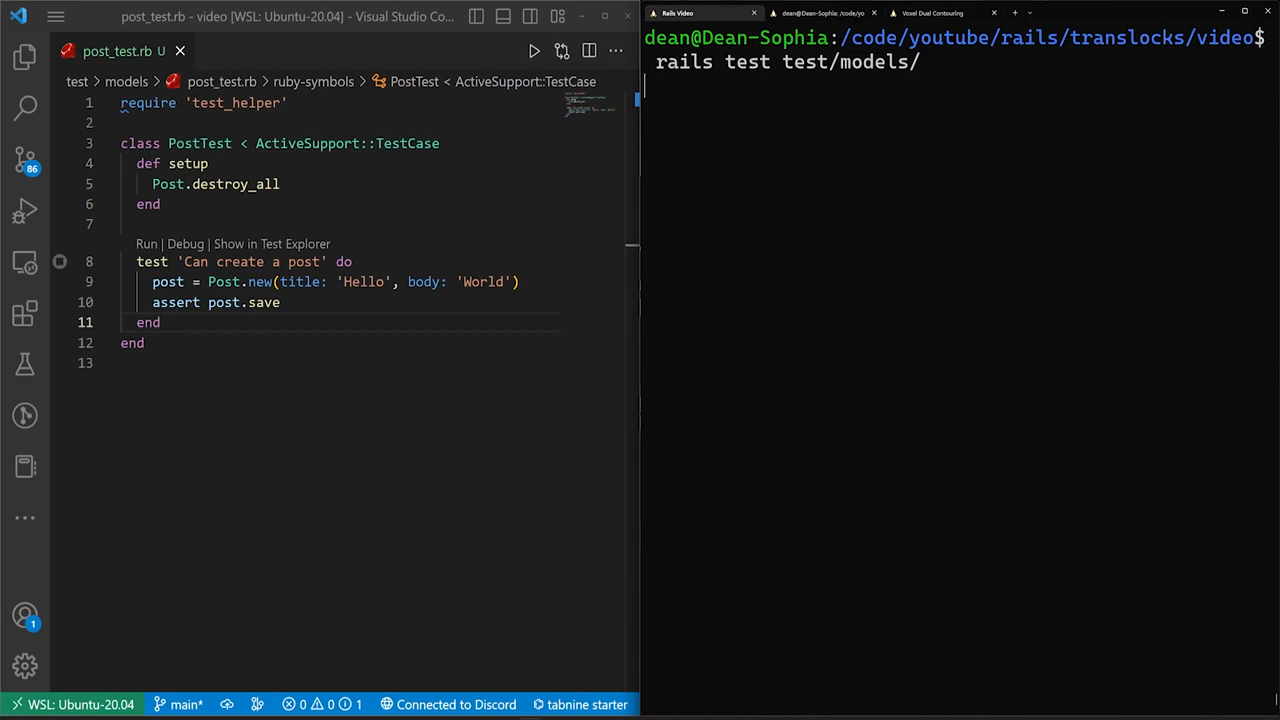 post_test.rb - video [WSL: Ubuntu-20.04] - Visual Studio Co...
post_test.rb U
test > models > post_test.rb > ruby-symbols > PostTest < ActiveSupport::TestCase
1 require 'test_helper'
2
3 class PostTest < ActiveSupport::TestCase
4 def setup
5 Post.destroy_all
6 end
7
Run | Debug | Show in Test Explorer
8 test 'Can create a post' do
9 post = Post.new(title: 'Hello', body: 'World')
10 assert post.save
11 end
12 end
13
86
1
WSL: Ubuntu-20.04 main* 0 0 1 Connected to Discord tabnine starter
Rails Video
dean@Dean-Sophia: /code/yo
Voxel Dual Contouring
dean@Dean-Sophia:/code/youtube/rails/translocks/video$
rails test test/models/